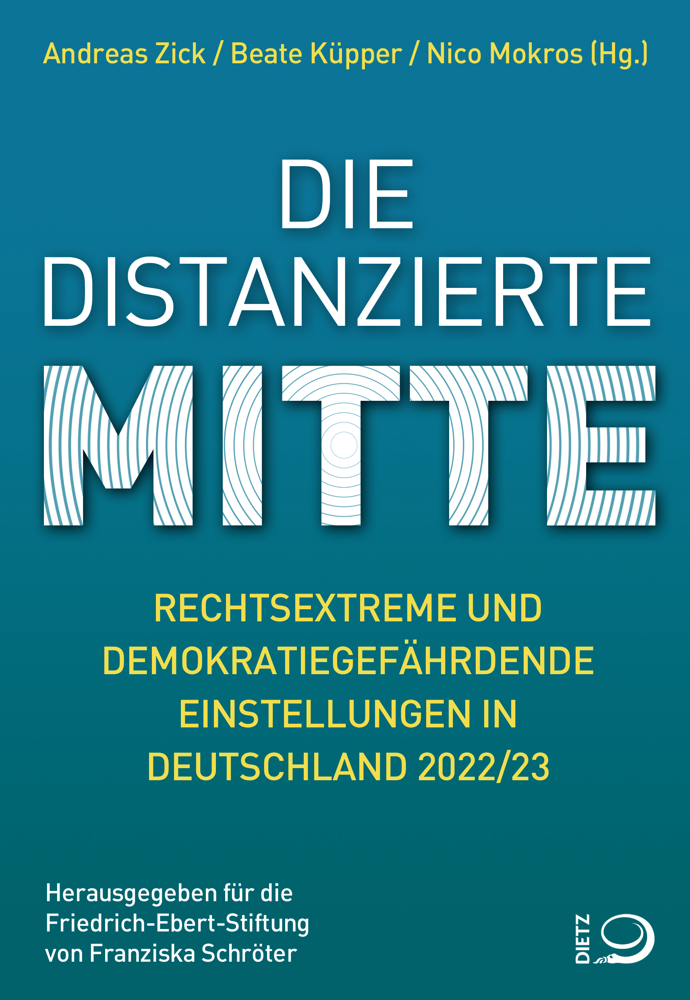 Andreas Zick / Beate Küpper / Nico Mokros (Hg.)
DIE
DISTANZIERTE
MITTE
RECHTSEXTREME UND
DEMOKRATIEGEFÄHRDENDE
EINSTELLUNGEN IN
DEUTSCHLAND 2022/23
Herausgegeben für die
Friedrich-Ebert-Stiftung
von Franziska Schröter
DIETZ